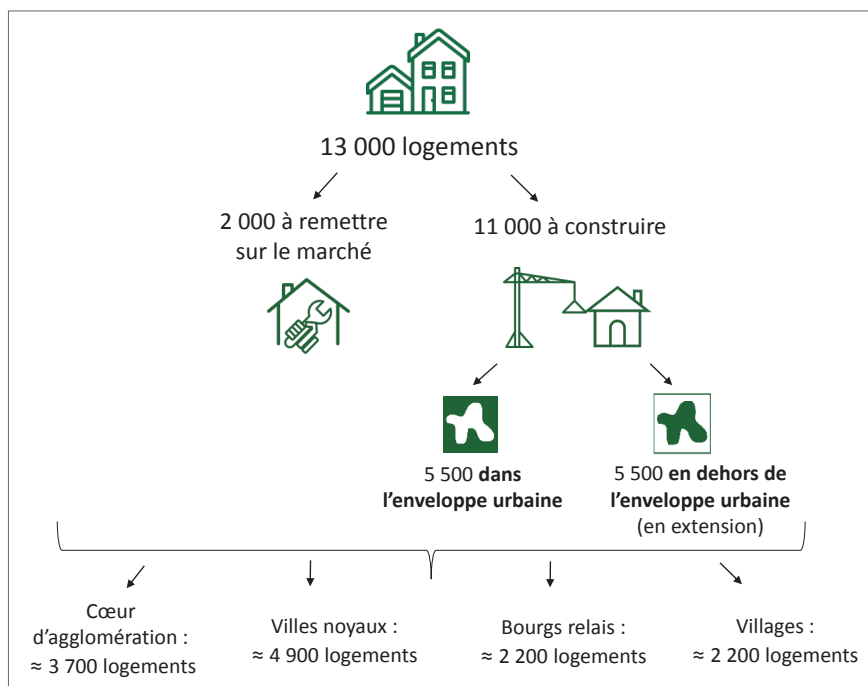 13 000 logements
2 000 à remettre
sur le marché
11 000 à construire
5 500 dans
l’enveloppe urbaine
5 500 en dehors de
l’enveloppe urbaine
(en extension)
Cœur
d’agglomération :
≈ 3 700 logements
Villes noyaux :
≈ 4 900 logements
Bourgs relais :
≈ 2 200 logements
Villages :
≈ 2 200 logements